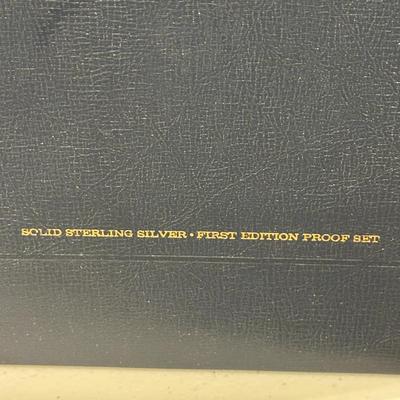 SOLID STERLING SILVER • FIRST EDITION PROOF SET